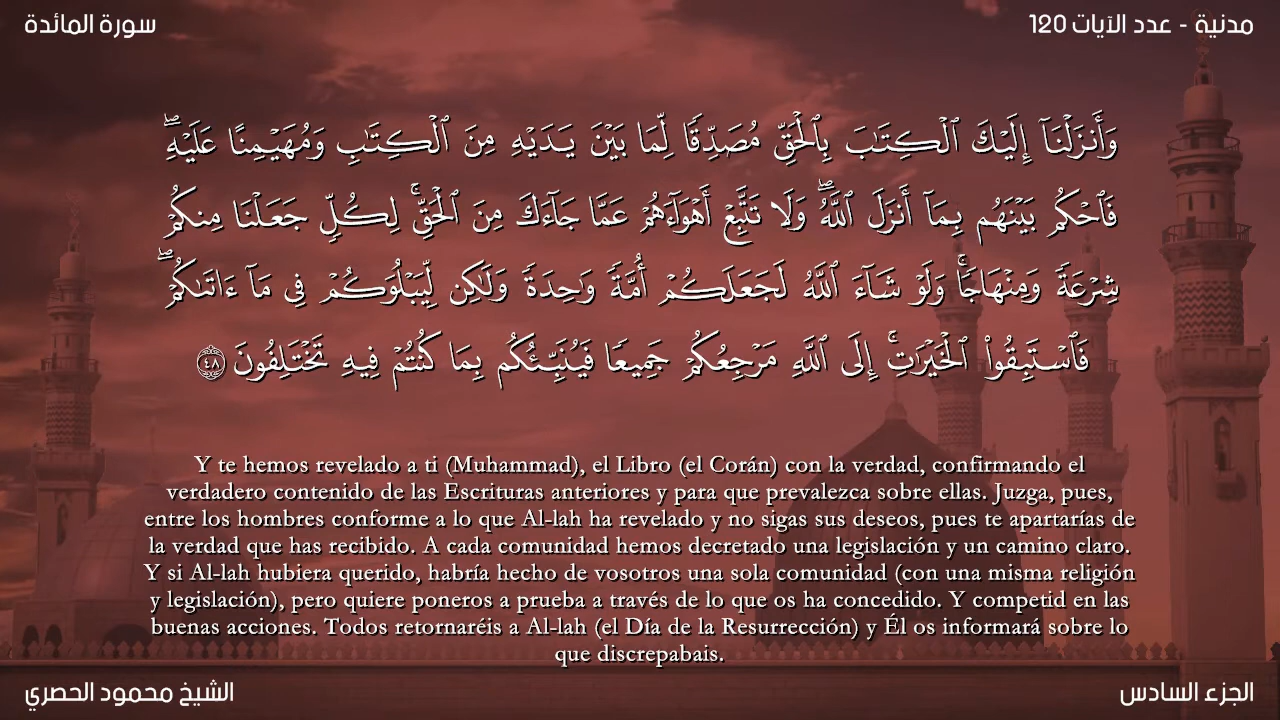 سورة المائدة
مدنية - عدد الآيات 120
وَأَنزَلْنَآ إِلَيْكَ ٱلْكِتَـٰبَ بِٱلْحَقِّ مُصَدِّقًا لِّمَا بَيْنَ يَدَيْهِ مِنَ ٱلْكِتَـٰبِ وَمُهَيْمِنًا عَلَيْهِ ۖ
فَٱحْكُم بَيْنَهُم بِمَآ أَنزَلَ ٱللَّهُ ۖ وَلَا تَتَّبِعْ أَهْوَآءَهُمْ عَمَّا جَآءَكَ مِنَ ٱلْحَقِّ ۚ لِكُلٍّ جَعَلْنَا مِنكُمْ
شِرْعَةً وَمِنْهَاجًا ۚ وَلَوْ شَآءَ ٱللَّهُ لَجَعَلَكُمْ أُمَّةً وَٰحِدَةً وَلَـٰكِن لِّيَبْلُوَكُمْ فِى مَآ ءَاتَىٰكُمْ ۖ
فَٱسْتَبِقُوا۟ ٱلْخَيْرَٰتِ ۚ إِلَى ٱللَّهِ مَرْجِعُكُمْ جَمِيعًا فَيُنَبِّئُكُم بِمَا كُنتُمْ فِيهِ تَخْتَلِفُونَ ٤٨
Y te hemos revelado a ti (Muhammad), el Libro (el Corán) con la verdad, confirmando el
verdadero contenido de las Escrituras anteriores y para que prevalezca sobre ellas. Juzga, pues,
entre los hombres conforme a lo que Al-lah ha revelado y no sigas sus deseos, pues te apartarías de
la verdad que has recibido. A cada comunidad hemos decretado una legislación y un camino claro.
Y si Al-lah hubiera querido, habría hecho de vosotros una sola comunidad (con una misma religión
y legislación), pero quiere poneros a prueba a través de lo que os ha concedido. Y competid en las
buenas acciones. Todos retornaréis a Al-lah (el Día de la Resurrección) y Él os informará sobre lo
que discrepabais.
الشيخ محمود الحصري
الجزء السادس